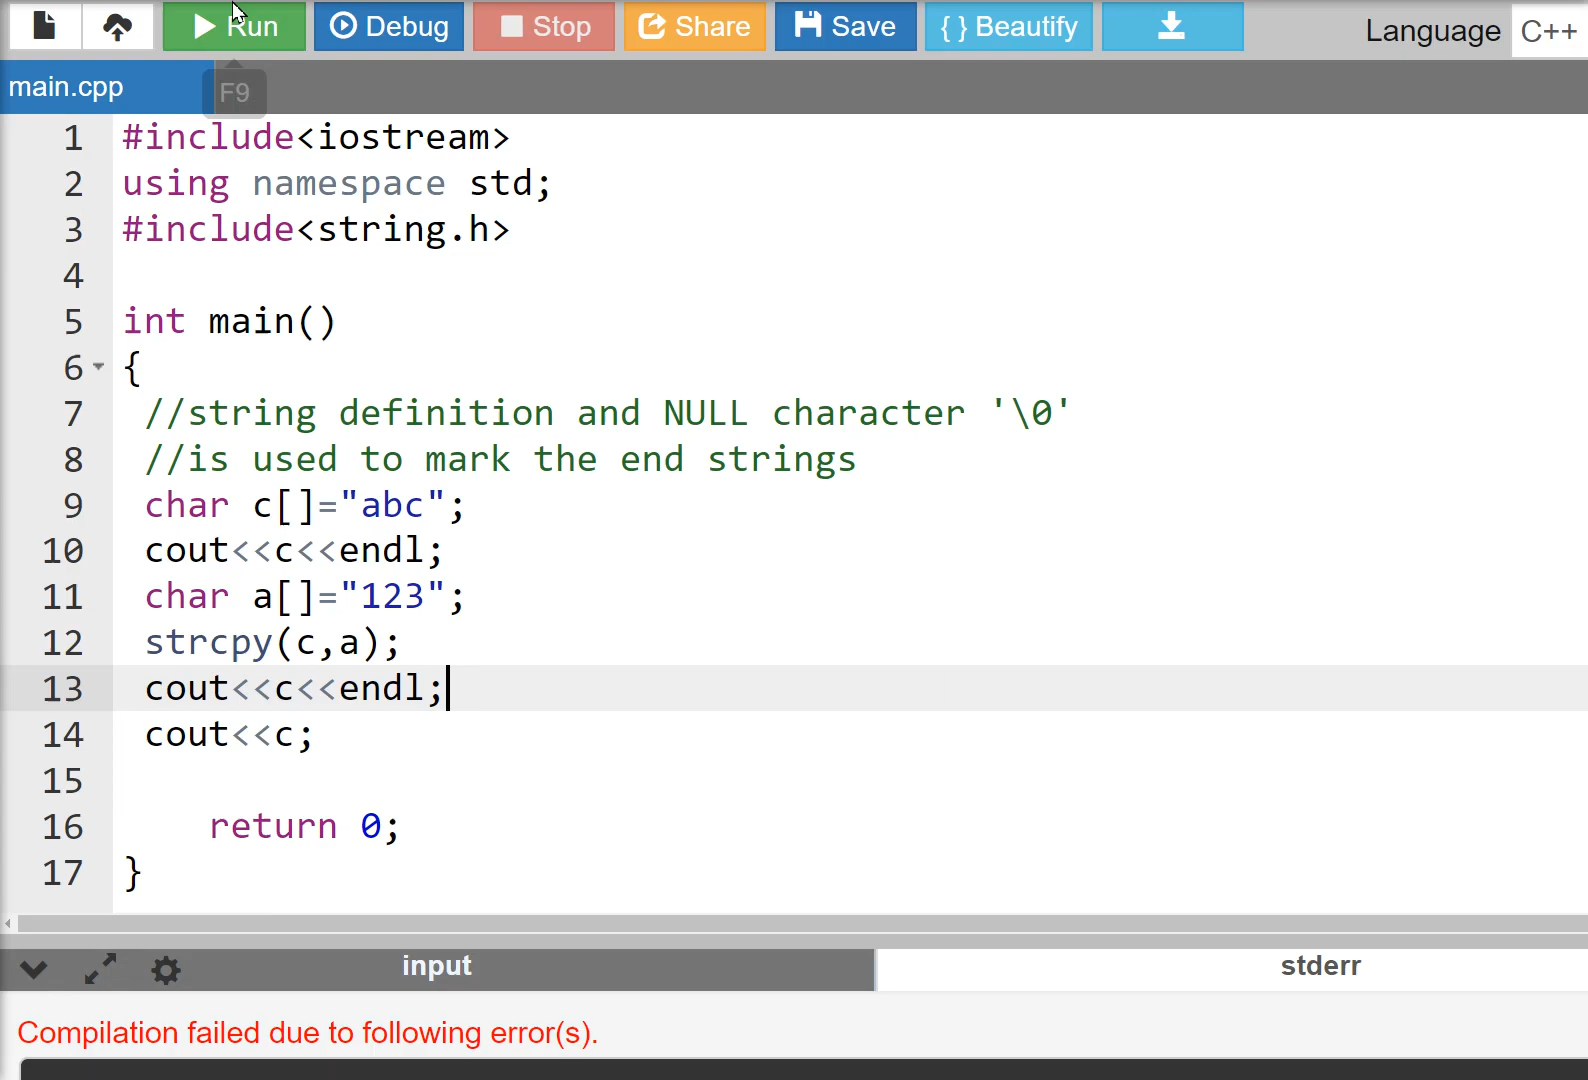 Run Debug Stop Share Save { } Beautify Language C++
main.cpp F9
1 #include<iostream>
2 using namespace std;
3 #include<string.h>
4
5 int main()
6 {
7 //string definition and NULL character '\0'
8 //is used to mark the end strings
9 char c[]="abc";
10 cout<<c<<endl;
11 char a[]="123";
12 strcpy(c,a);
13 cout<<c<<endl;
14 cout<<c;
15
16 return 0;
17 }
input stderr
Compilation failed due to following error(s).